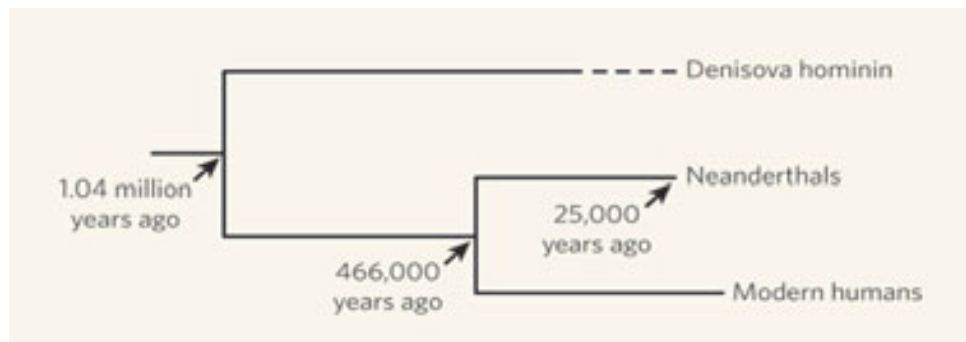 Denisova hominin
Neanderthals
1.04 million
years ago
25,000
years ago
466,000
years ago
Modern humans